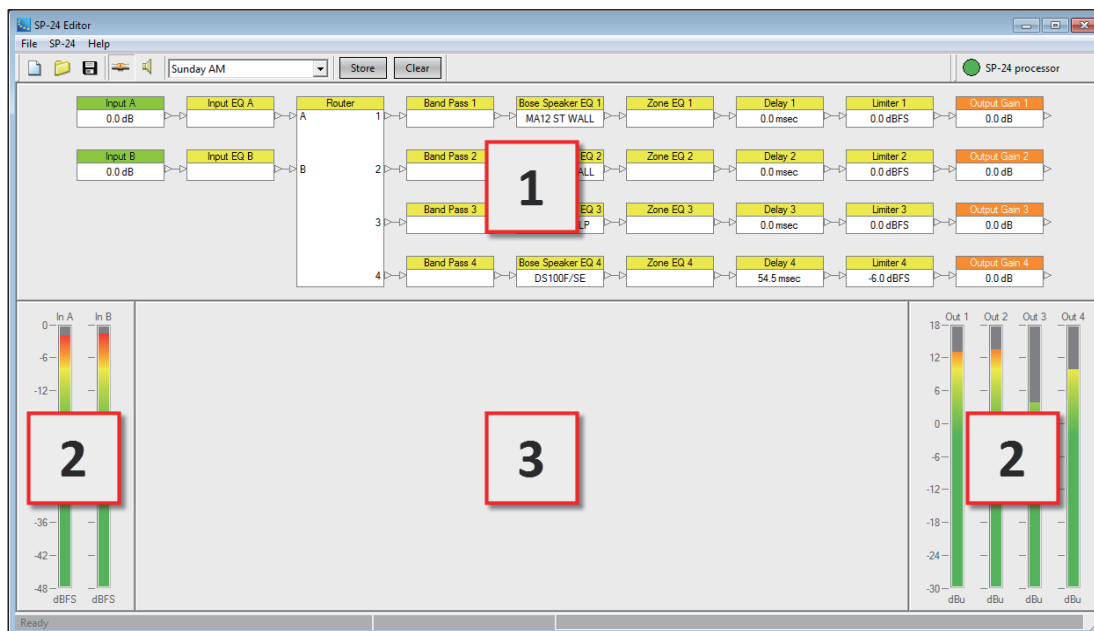 SP-24 Editor
File SP-24 Help
Sunday AM Store Clear SP-24 processor
Input A Input EQ A Router Band Pass 1 Bose Speaker EQ 1 Zone EQ 1 Delay 1 Limiter 1 Output Gain 1
0.0 dB A 1 MA12 ST WALL 0.0 msec 0.0 dBFS 0.0 dB
Input B Input EQ B Band Pass 2 EQ 2 Zone EQ 2 Delay 2 Limiter 2 Output Gain 2
0.0 dB B 2 ALL 0.0 msec 0.0 dBFS 0.0 dB
1
Band Pass 3 EQ 3 Zone EQ 3 Delay 3 Limiter 3 Output Gain 3
3 LP 0.0 msec 0.0 dBFS 0.0 dB
Band Pass 4 Bose Speaker EQ 4 Zone EQ 4 Delay 4 Limiter 4 Output Gain 4
4 DS100F/SE 54.5 msec -6.0 dBFS 0.0 dB
In A In B
0
-6
-12
2
-36
-42
-48
dBFS dBFS
3
Out 1 Out 2 Out 3 Out 4
18
12
6
0
-6
2
-12
-18
-24
-30
dBu dBu dBu dBu
Ready